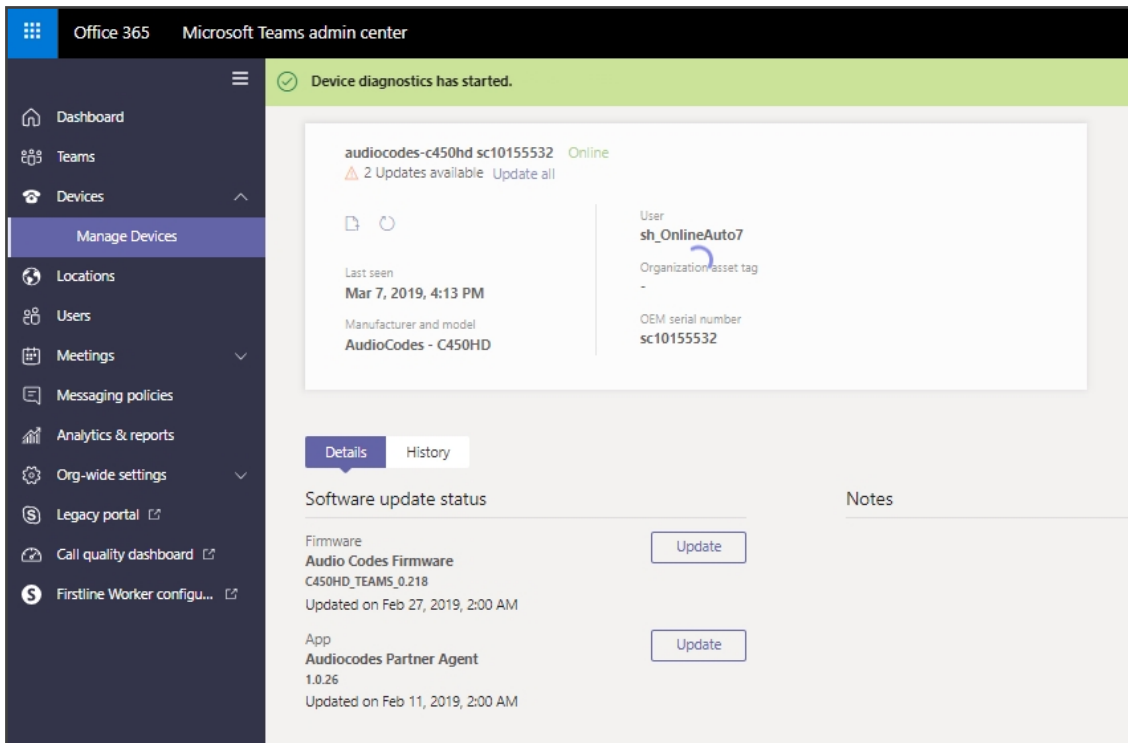 Office 365 Microsoft Teams admin center
Device diagnostics has started.
Dashboard
Teams
Devices
Manage Devices
Locations
Users
Meetings
Messaging policies
Analytics & reports
Org-wide settings
Legacy portal
Call quality dashboard
Firstline Worker configu...
audiocodes-c450hd sc10155532 Online
2 Updates available Update all
Last seen
Mar 7, 2019, 4:13 PM
Manufacturer and model
AudioCodes - C450HD
User
sh_OnlineAuto7
Organization asset tag
-
OEM serial number
sc10155532
Details History
Software update status
Firmware
Audio Codes Firmware
C450HD_TEAMS_0.218
Updated on Feb 27, 2019, 2:00 AM
Update
App
Audiocodes Partner Agent
1.0.26
Updated on Feb 11, 2019, 2:00 AM
Update
Notes